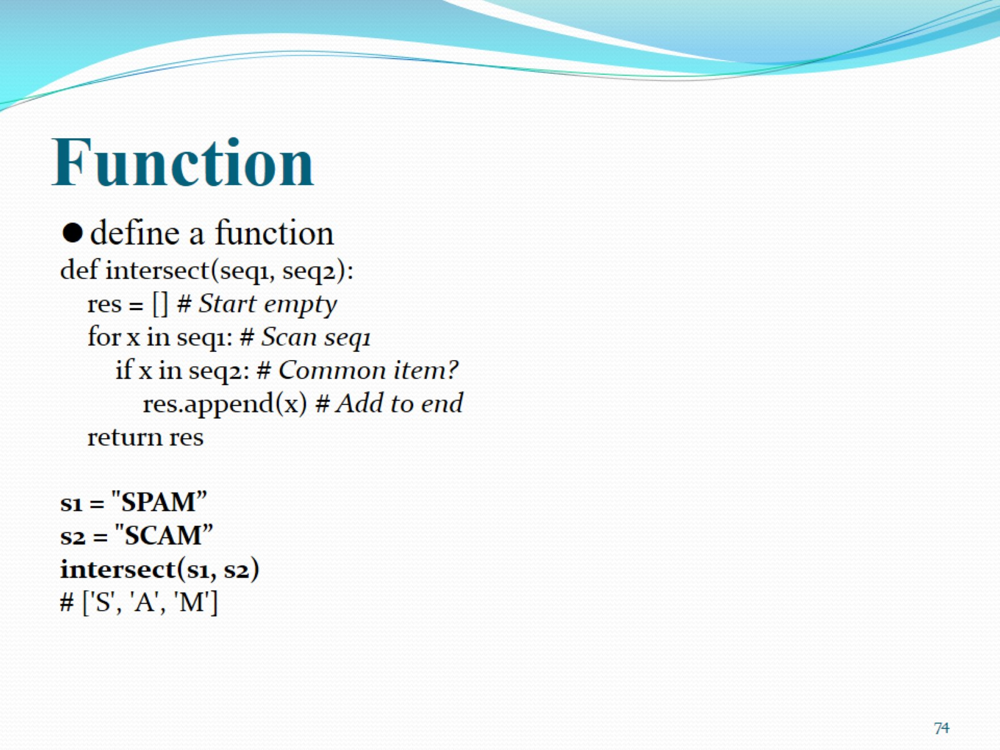 Function
●define a function
def intersect(seq1, seq2):
    res = [] # Start empty
    for x in seq1: # Scan seq1
        if x in seq2: # Common item?
            res.append(x) # Add to end
    return res
s1 = "SPAM”
s2 = "SCAM”
intersect(s1, s2)
# ['S', 'A', 'M']
74